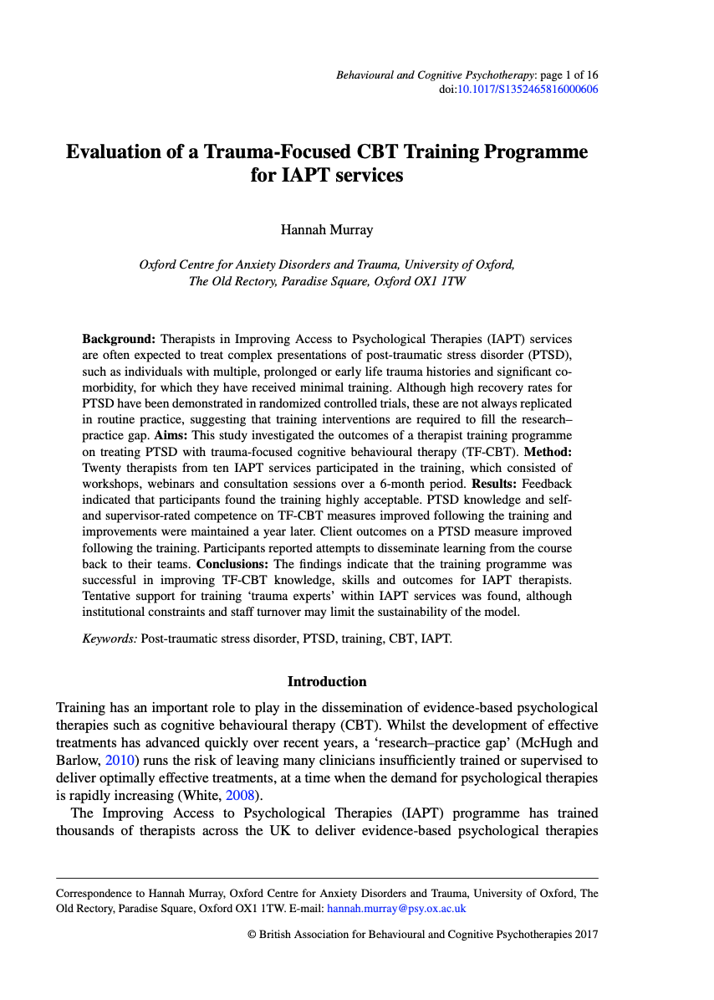 Behavioural and Cognitive Psychotherapy: page 1 of 16
doi:10.1017/S1352465816000606
Evaluation of a Trauma-Focused CBT Training Programme
for IAPT services
Hannah Murray
Oxford Centre for Anxiety Disorders and Trauma, University of Oxford,
The Old Rectory, Paradise Square, Oxford OX1 1TW
Background: Therapists in Improving Access to Psychological Therapies (IAPT) services
are often expected to treat complex presentations of post-traumatic stress disorder (PTSD),
such as individuals with multiple, prolonged or early life trauma histories and significant co-
morbidity, for which they have received minimal training. Although high recovery rates for
PTSD have been demonstrated in randomized controlled trials, these are not always replicated
in routine practice, suggesting that training interventions are required to fill the research–
practice gap. Aims: This study investigated the outcomes of a therapist training programme
on treating PTSD with trauma-focused cognitive behavioural therapy (TF-CBT). Method:
Twenty therapists from ten IAPT services participated in the training, which consisted of
workshops, webinars and consultation sessions over a 6-month period. Results: Feedback
indicated that participants found the training highly acceptable. PTSD knowledge and self-
and supervisor-rated competence on TF-CBT measures improved following the training and
improvements were maintained a year later. Client outcomes on a PTSD measure improved
following the training. Participants reported attempts to disseminate learning from the course
back to their teams. Conclusions: The findings indicate that the training programme was
successful in improving TF-CBT knowledge, skills and outcomes for IAPT therapists.
Tentative support for training ‘trauma experts’ within IAPT services was found, although
institutional constraints and staff turnover may limit the sustainability of the model.
Keywords: Post-traumatic stress disorder, PTSD, training, CBT, IAPT.
Introduction
Training has an important role to play in the dissemination of evidence-based psychological
therapies such as cognitive behavioural therapy (CBT). Whilst the development of effective
treatments has advanced quickly over recent years, a ‘research–practice gap’ (McHugh and
Barlow, 2010) runs the risk of leaving many clinicians insufficiently trained or supervised to
deliver optimally effective treatments, at a time when the demand for psychological therapies
is rapidly increasing (White, 2008).
The Improving Access to Psychological Therapies (IAPT) programme has trained
thousands of therapists across the UK to deliver evidence-based psychological therapies
Correspondence to Hannah Murray, Oxford Centre for Anxiety Disorders and Trauma, University of Oxford, The
Old Rectory, Paradise Square, Oxford OX1 1TW. E-mail: hannah.murray@psy.ox.ac.uk
© British Association for Behavioural and Cognitive Psychotherapies 2017